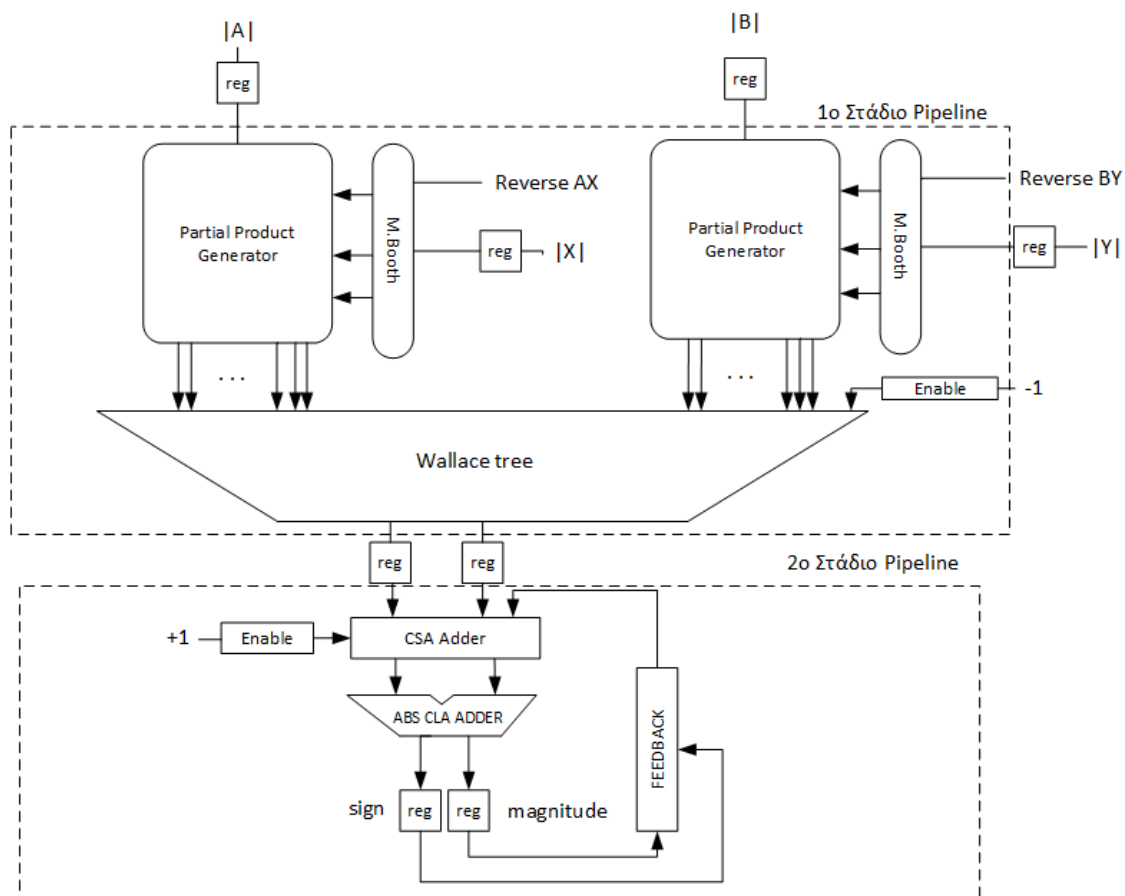 |A|
|B|
reg
reg
1ο Στάδιο Pipeline
Reverse AX
Reverse BY
Partial Product
Generator
M.Booth
Partial Product
Generator
M.Booth
reg
|X|
reg
|Y|
...
...
Enable
-1
Wallace tree
reg
reg
2ο Στάδιο Pipeline
+1
Enable
CSA Adder
ABS CLA ADDER
FEEDBACK
sign
reg
reg
magnitude